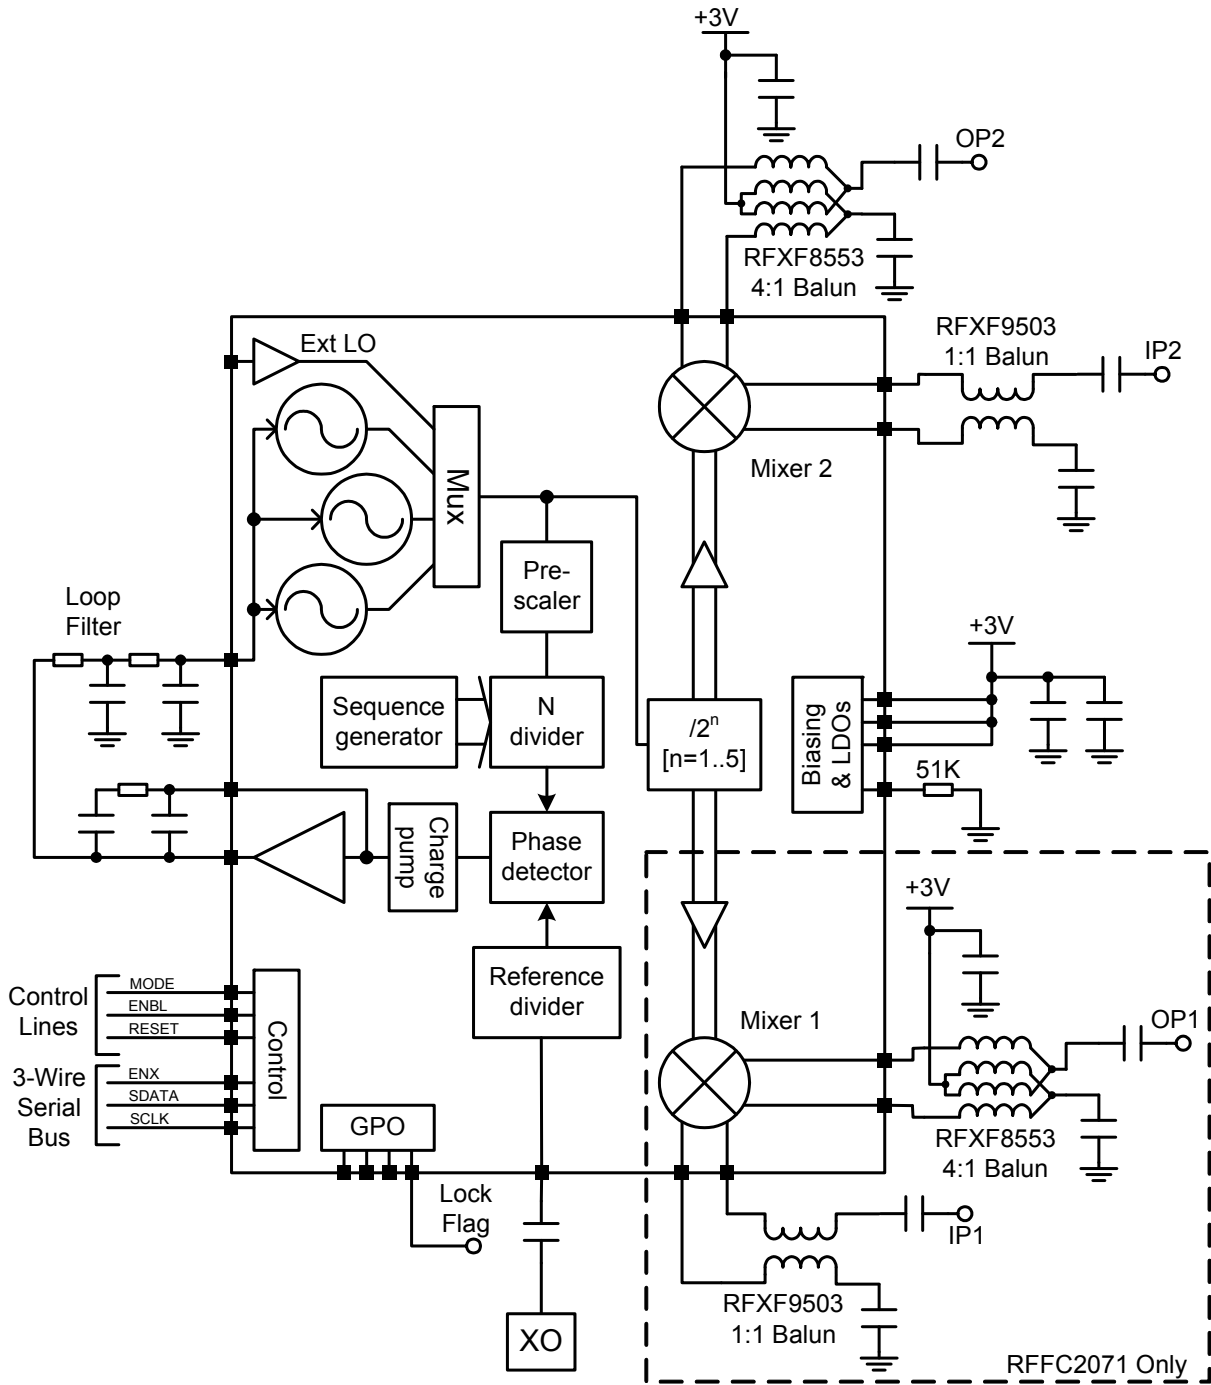 +3V
OP2
RFXF8553
4:1 Balun
RFXF9503
1:1 Balun
IP2
Ext LO
Mux
Mixer 2
Pre-
scaler
Loop
Filter
+3V
Sequence
generator
N
divider
/2ⁿ
[n=1..5]
Biasing
& LDOs
51K
Charge
pump
Phase
detector
+3V
Reference
divider
Control
Lines
MODE
ENBL
RESET
Control
Mixer 1
OP1
3-Wire
Serial
Bus
ENX
SDATA
SCLK
GPO
RFXF8553
4:1 Balun
Lock
Flag
IP1
RFXF9503
1:1 Balun
XO
RFFC2071 Only